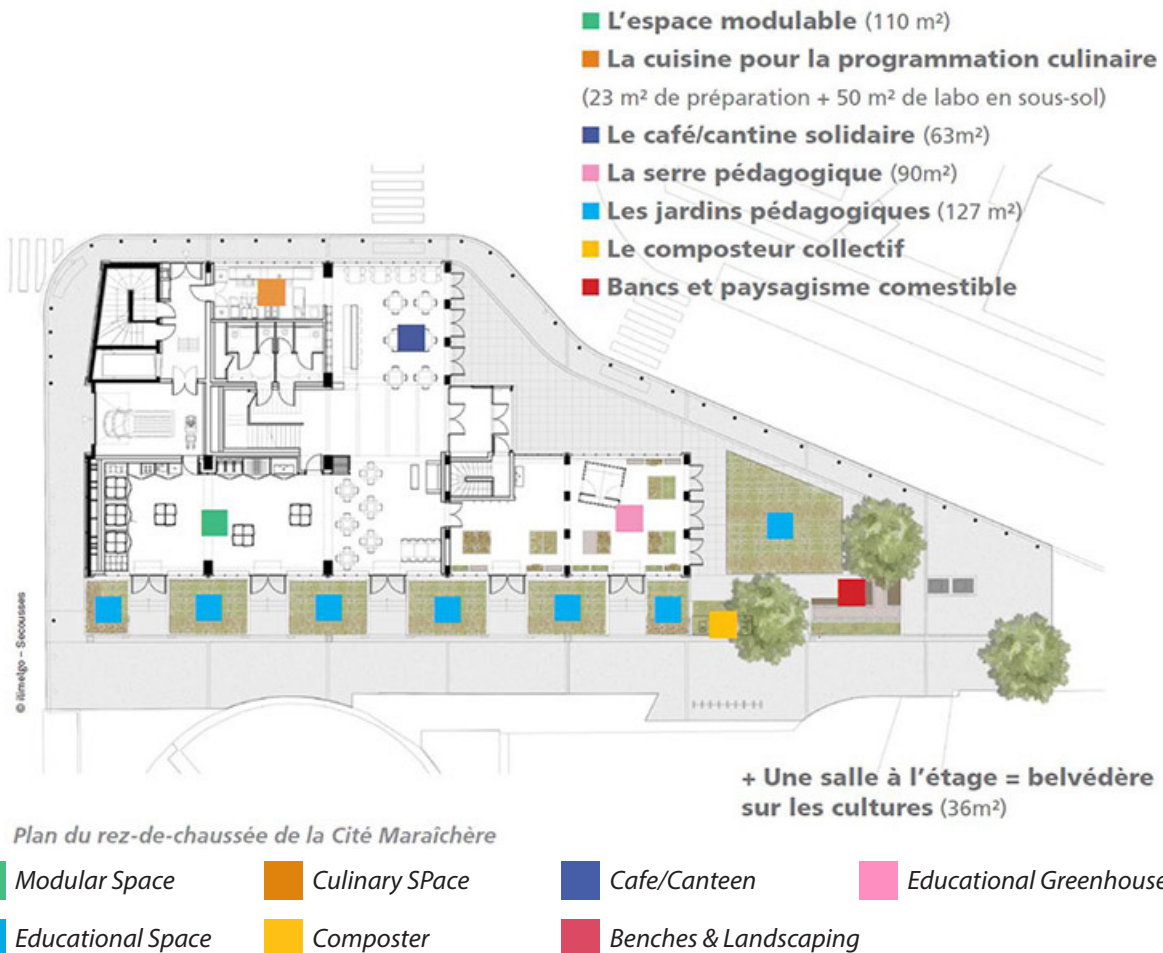 L'espace modulable (110 m²)
La cuisine pour la programmation culinaire
(23 m² de préparation + 50 m² de labo en sous-sol)
Le café/cantine solidaire (63m²)
La serre pédagogique (90m²)
Les jardins pédagogiques (127 m²)
Le composteur collectif
Bancs et paysagisme comestible
© ilimelgo – Secousses
+ Une salle à l'étage = belvédère
sur les cultures (36m²)
Plan du rez-de-chaussée de la Cité Maraîchère
Modular Space
Culinary SPace
Cafe/Canteen
Educational Greenhouse
Educational Space
Composter
Benches & Landscaping